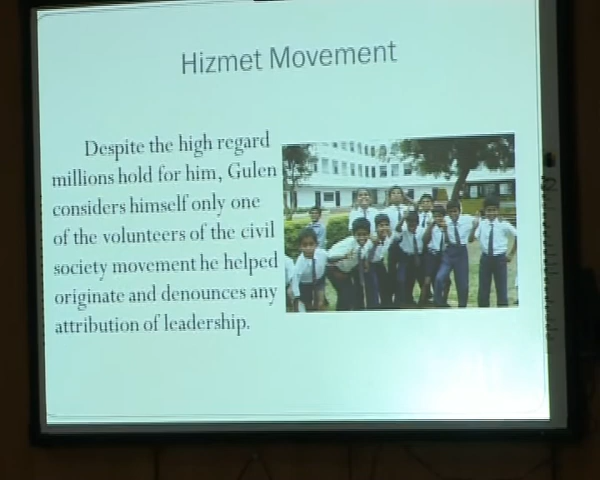 Hizmet Movement
Despite the high regard
millions hold for him, Gulen
considers himself only one
of the volunteers of the civil
society movement he helped
originate and denounces any
attribution of leadership.